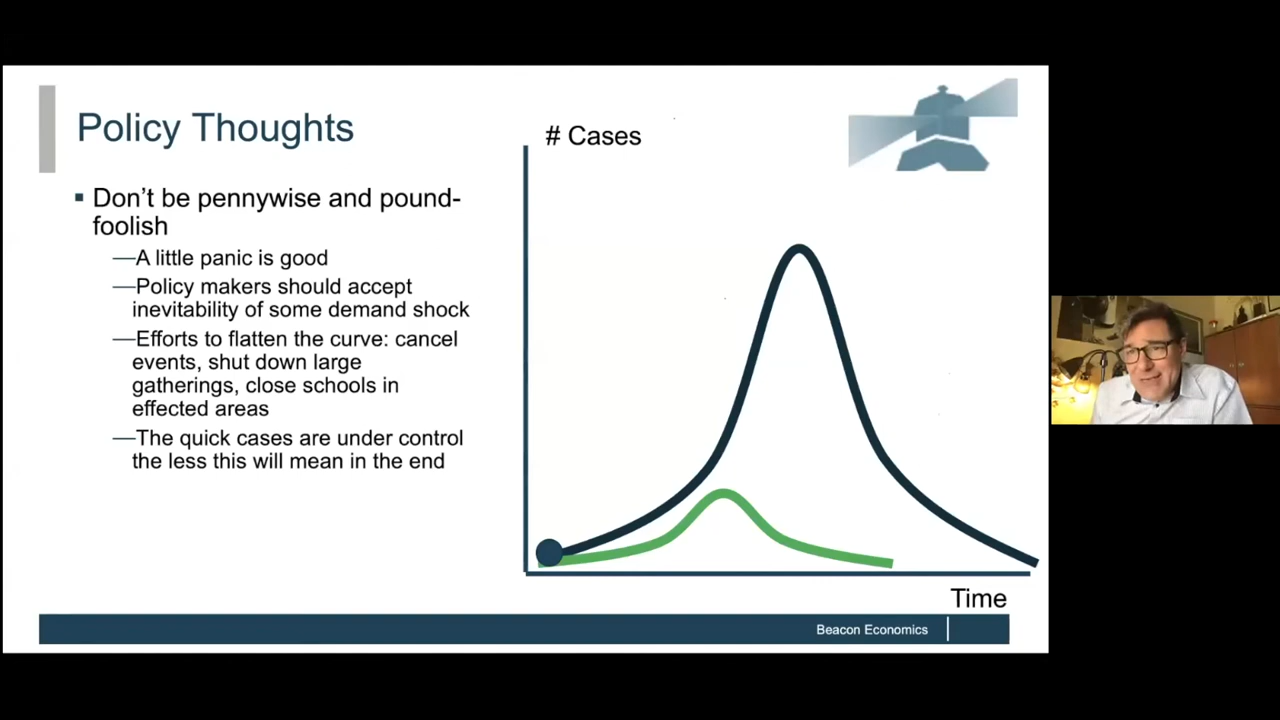 Policy Thoughts
# Cases
▪ Don't be pennywise and pound-
foolish
—A little panic is good
—Policy makers should accept
inevitability of some demand shock
—Efforts to flatten the curve: cancel
events, shut down large
gatherings, close schools in
effected areas
—The quick cases are under control
the less this will mean in the end
Time
Beacon Economics